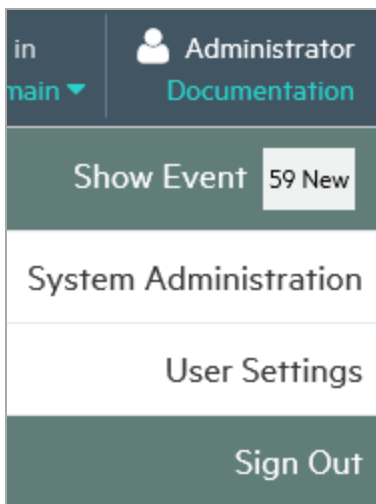 in
Administrator
main
Documentation
Show Event 59 New
System Administration
User Settings
Sign Out